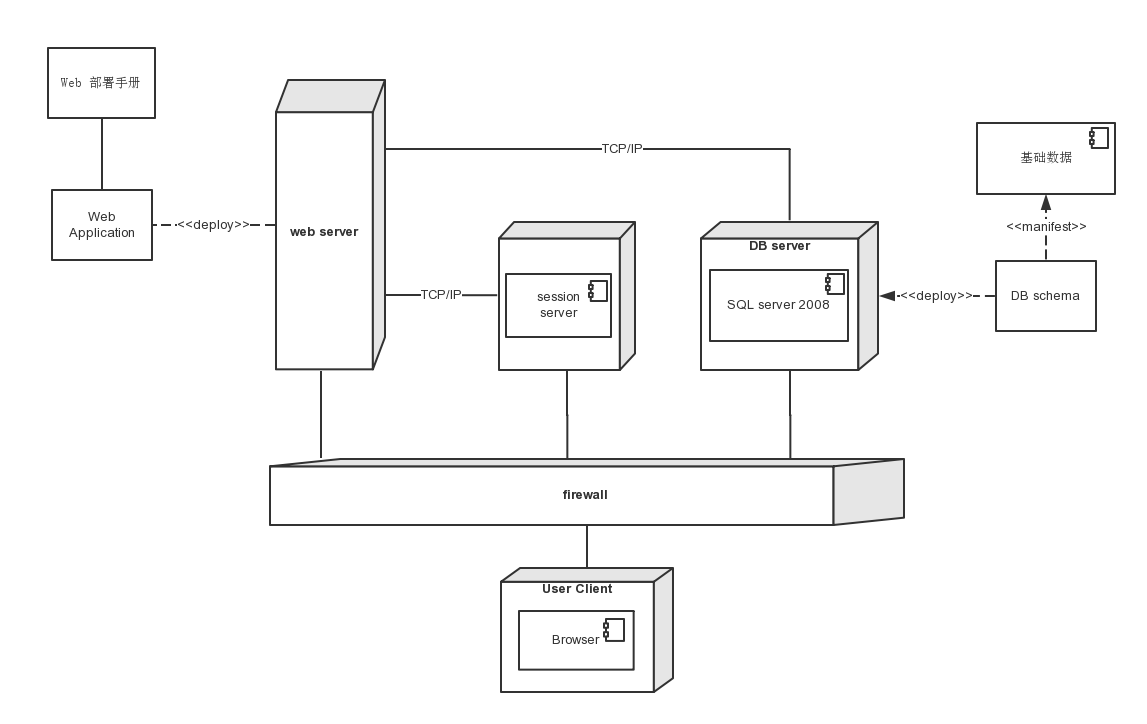 Web 部署手册
TCP/IP
基础数据
Web
Application
<<deploy>>
web server
<<manifest>>
DB server
TCP/IP
session
server
SQL server 2008
<<deploy>>
DB schema
firewall
User Client
Browser